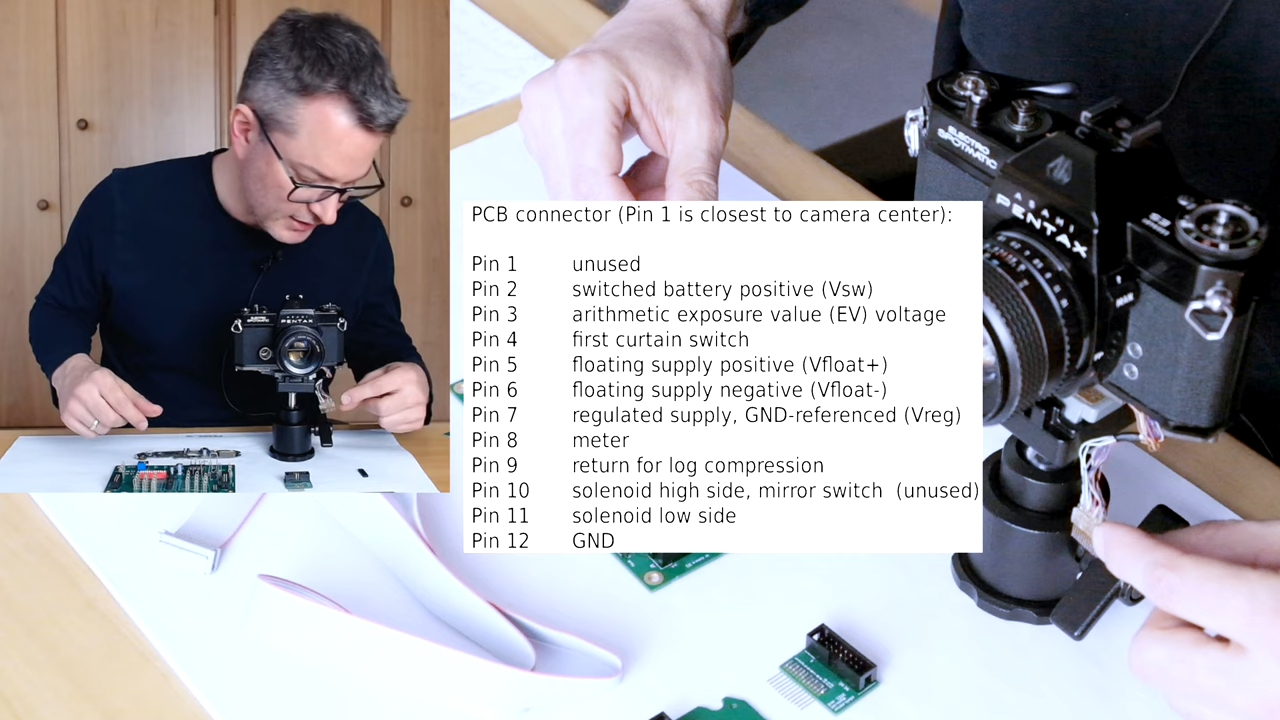 PCB connector (Pin 1 is closest to camera center):
Pin 1 unused
Pin 2 switched battery positive (Vsw)
Pin 3 arithmetic exposure value (EV) voltage
Pin 4 first curtain switch
Pin 5 floating supply positive (Vfloat+)
Pin 6 floating supply negative (Vfloat-)
Pin 7 regulated supply, GND-referenced (Vreg)
Pin 8 meter
Pin 9 return for log compression
Pin 10 solenoid high side, mirror switch (unused)
Pin 11 solenoid low side
Pin 12 GND
ELECTRO
SPOTMATIC
ASAHI
PENTAX
PENTAX